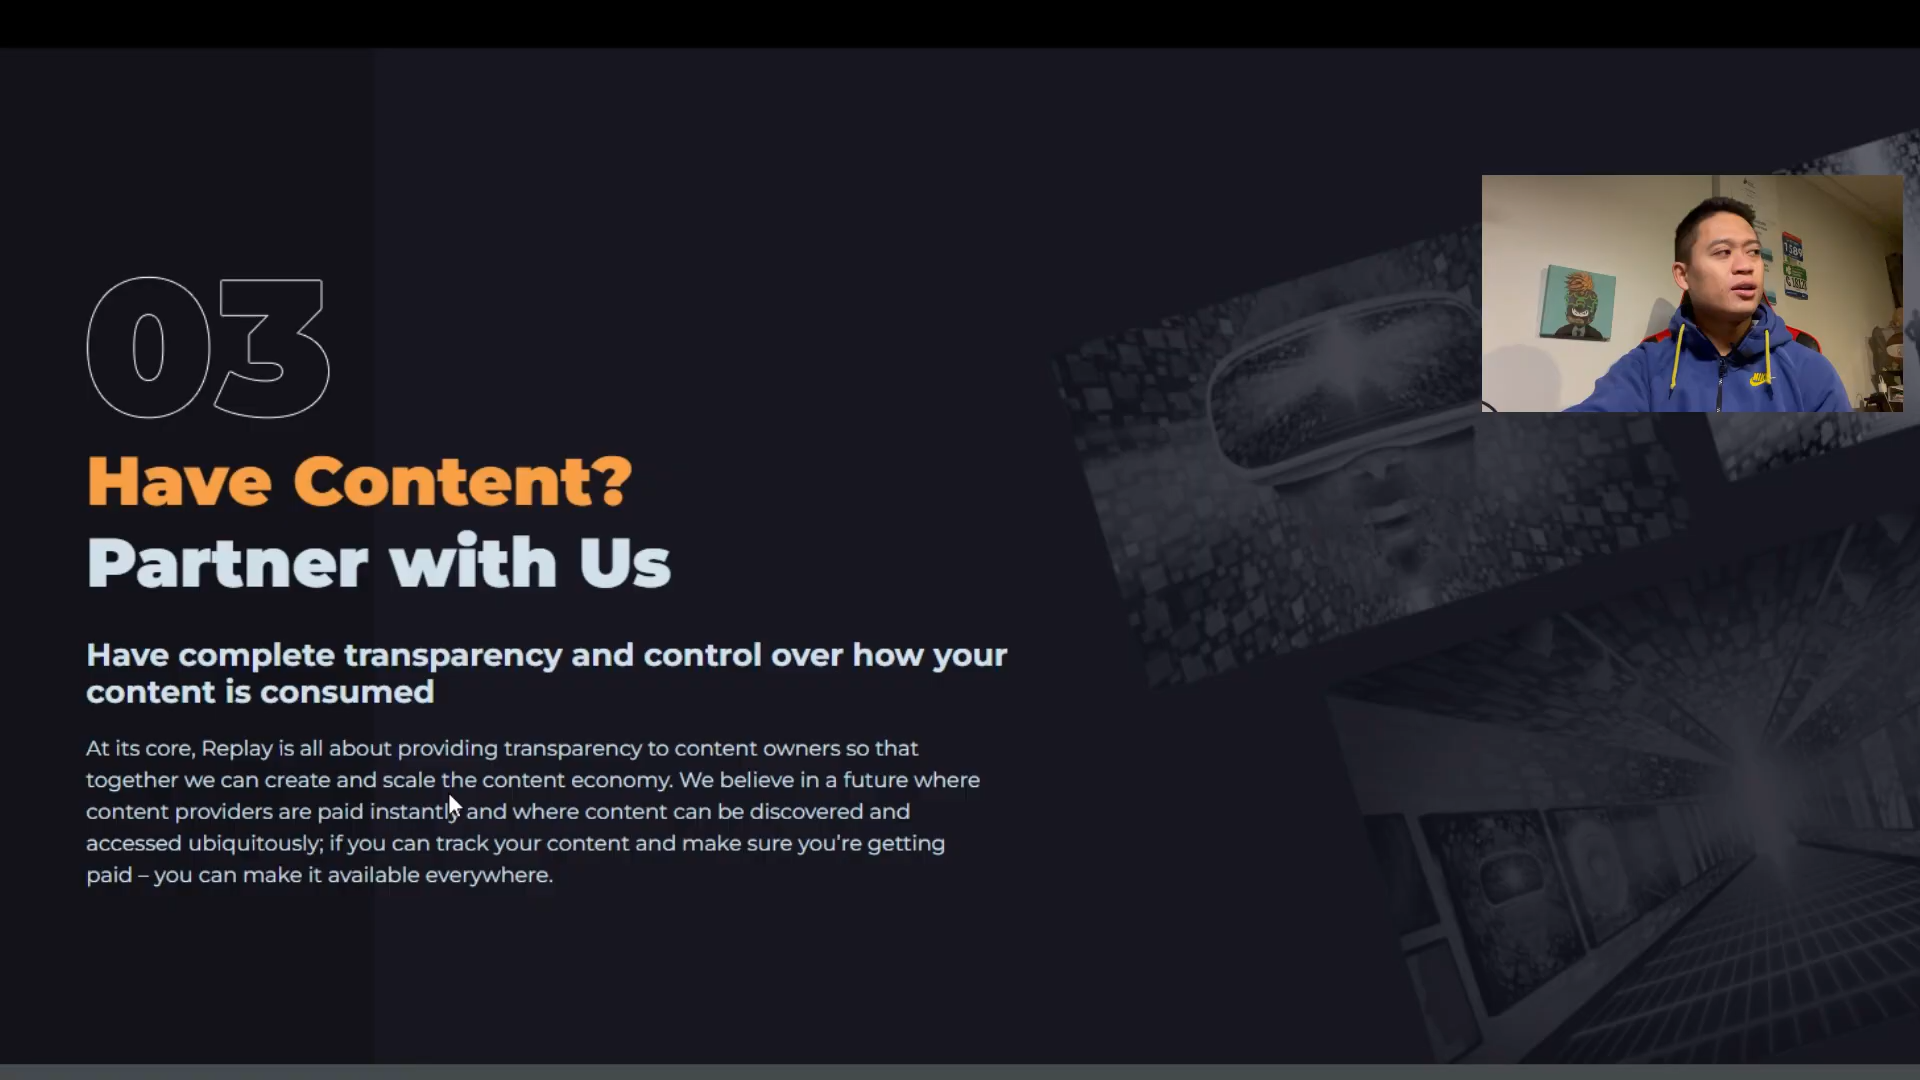 03
Have Content?
Partner with Us
Have complete transparency and control over how your
content is consumed
At its core, Replay is all about providing transparency to content owners so that
together we can create and scale the content economy. We believe in a future where
content providers are paid instantly and where content can be discovered and
accessed ubiquitously; if you can track your content and make sure you're getting
paid – you can make it available everywhere.
1589
NIKE